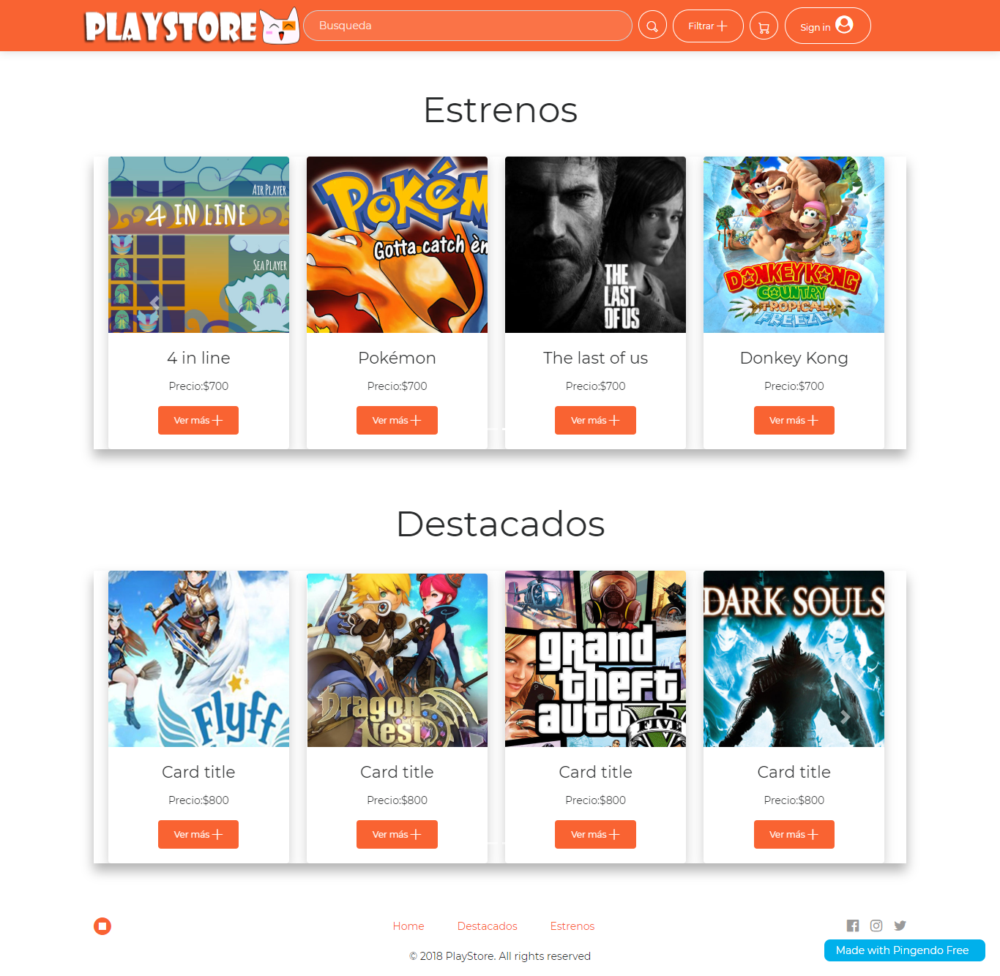 PLAYSTORE
Busqueda
Filtrar
Sign in
Estrenos
AIR PLAYER
4 IN LINE
SEA PLAYER
POKÉM
Gotta catch èn
THE
LAST
OF US
DONKEY KONG
COUNTRY
TROPICAL
FREEZE
4 in line
Pokémon
The last of us
Donkey Kong
Precio:$700
Precio:$700
Precio:$700
Precio:$700
Ver más
Ver más
Ver más
Ver más
Destacados
Flyff
Dragon
Nest
grand
theft
auto V
FIVE
DARK SOULS
Card title
Card title
Card title
Card title
Precio:$800
Precio:$800
Precio:$800
Precio:$800
Ver más
Ver más
Ver más
Ver más
Home
Destacados
Estrenos
© 2018 PlayStore. All rights reserved
Made with Pingendo Free